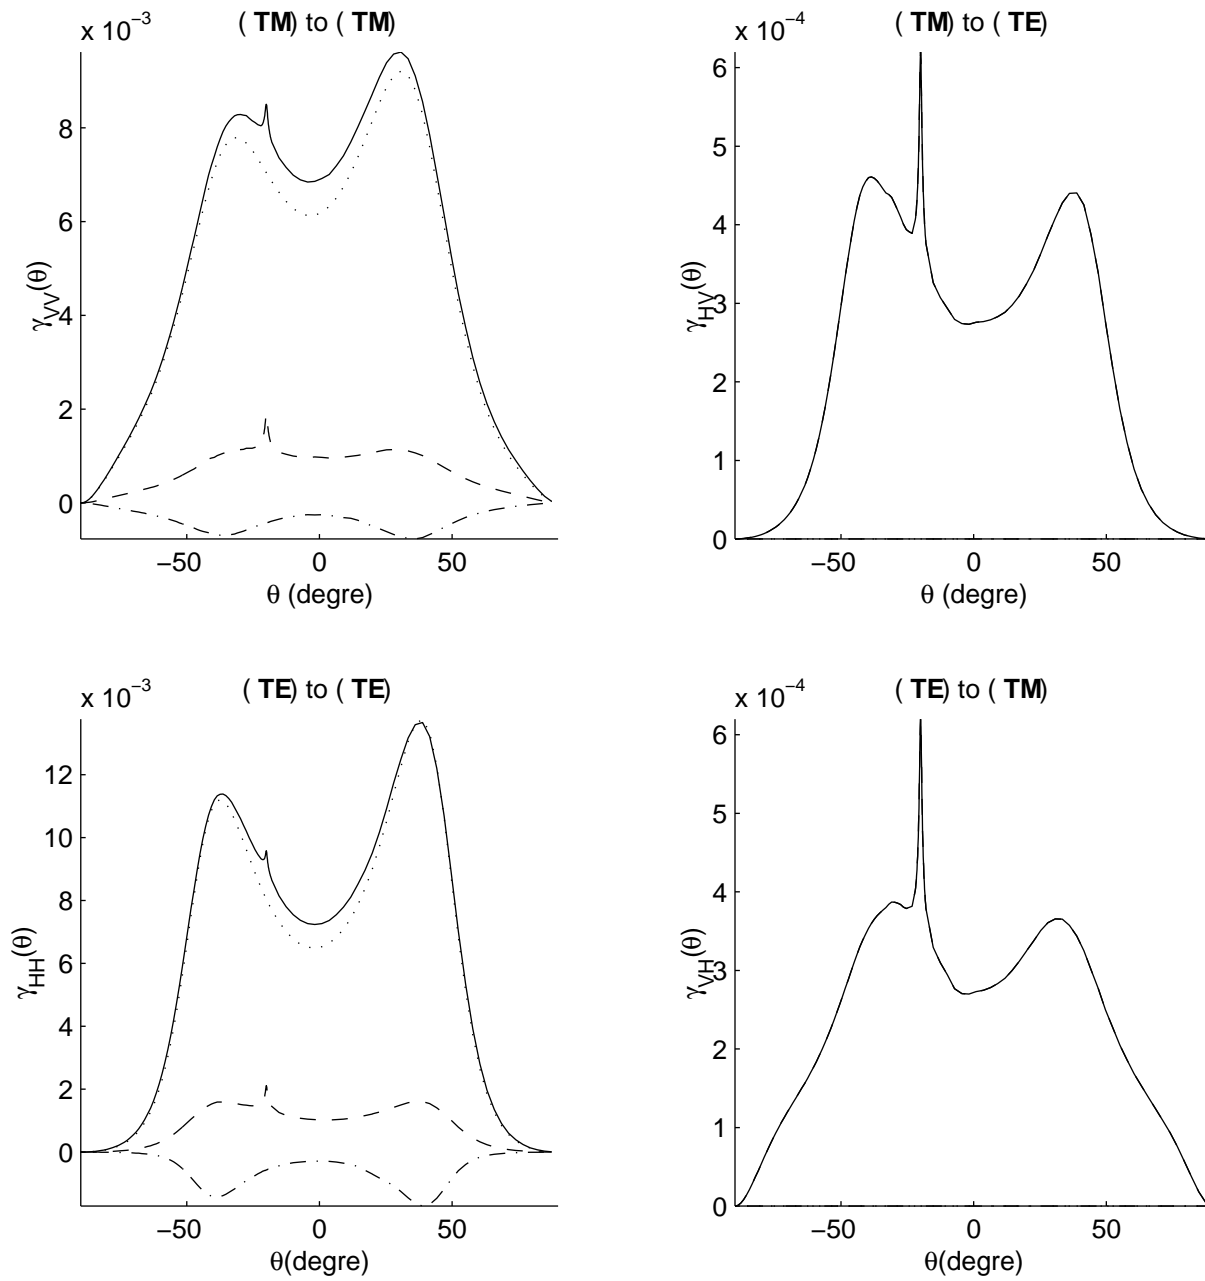 x 10⁻³
( TM) to ( TM)
8
6
4
2
0
−50
0
50
γVV(θ)
θ (degre)
x 10⁻⁴
( TM) to ( TE)
6
5
4
3
2
1
0
−50
0
50
γHV(θ)
θ (degre)
x 10⁻³
( TE) to ( TE)
12
10
8
6
4
2
0
−50
0
50
γHH(θ)
θ(degre)
x 10⁻⁴
( TE) to ( TM)
6
5
4
3
2
1
0
−50
0
50
γVH(θ)
θ(degre)